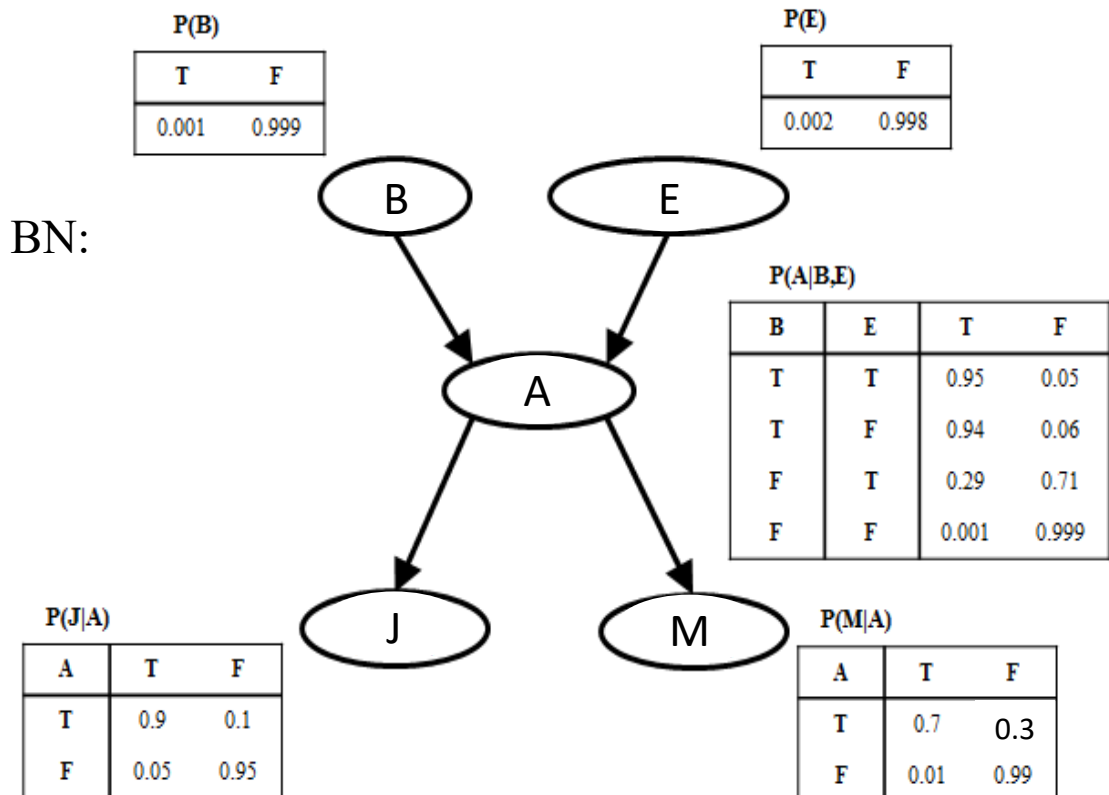 P(B)
T F
0.001 0.999
P(E)
T F
0.002 0.998
B
E
BN:
P(A|B,E)
B E T F
T T 0.95 0.05
T F 0.94 0.06
F T 0.29 0.71
F F 0.001 0.999
A
J
M
P(J|A)
A T F
T 0.9 0.1
F 0.05 0.95
P(M|A)
A T F
T 0.7 0.3
F 0.01 0.99